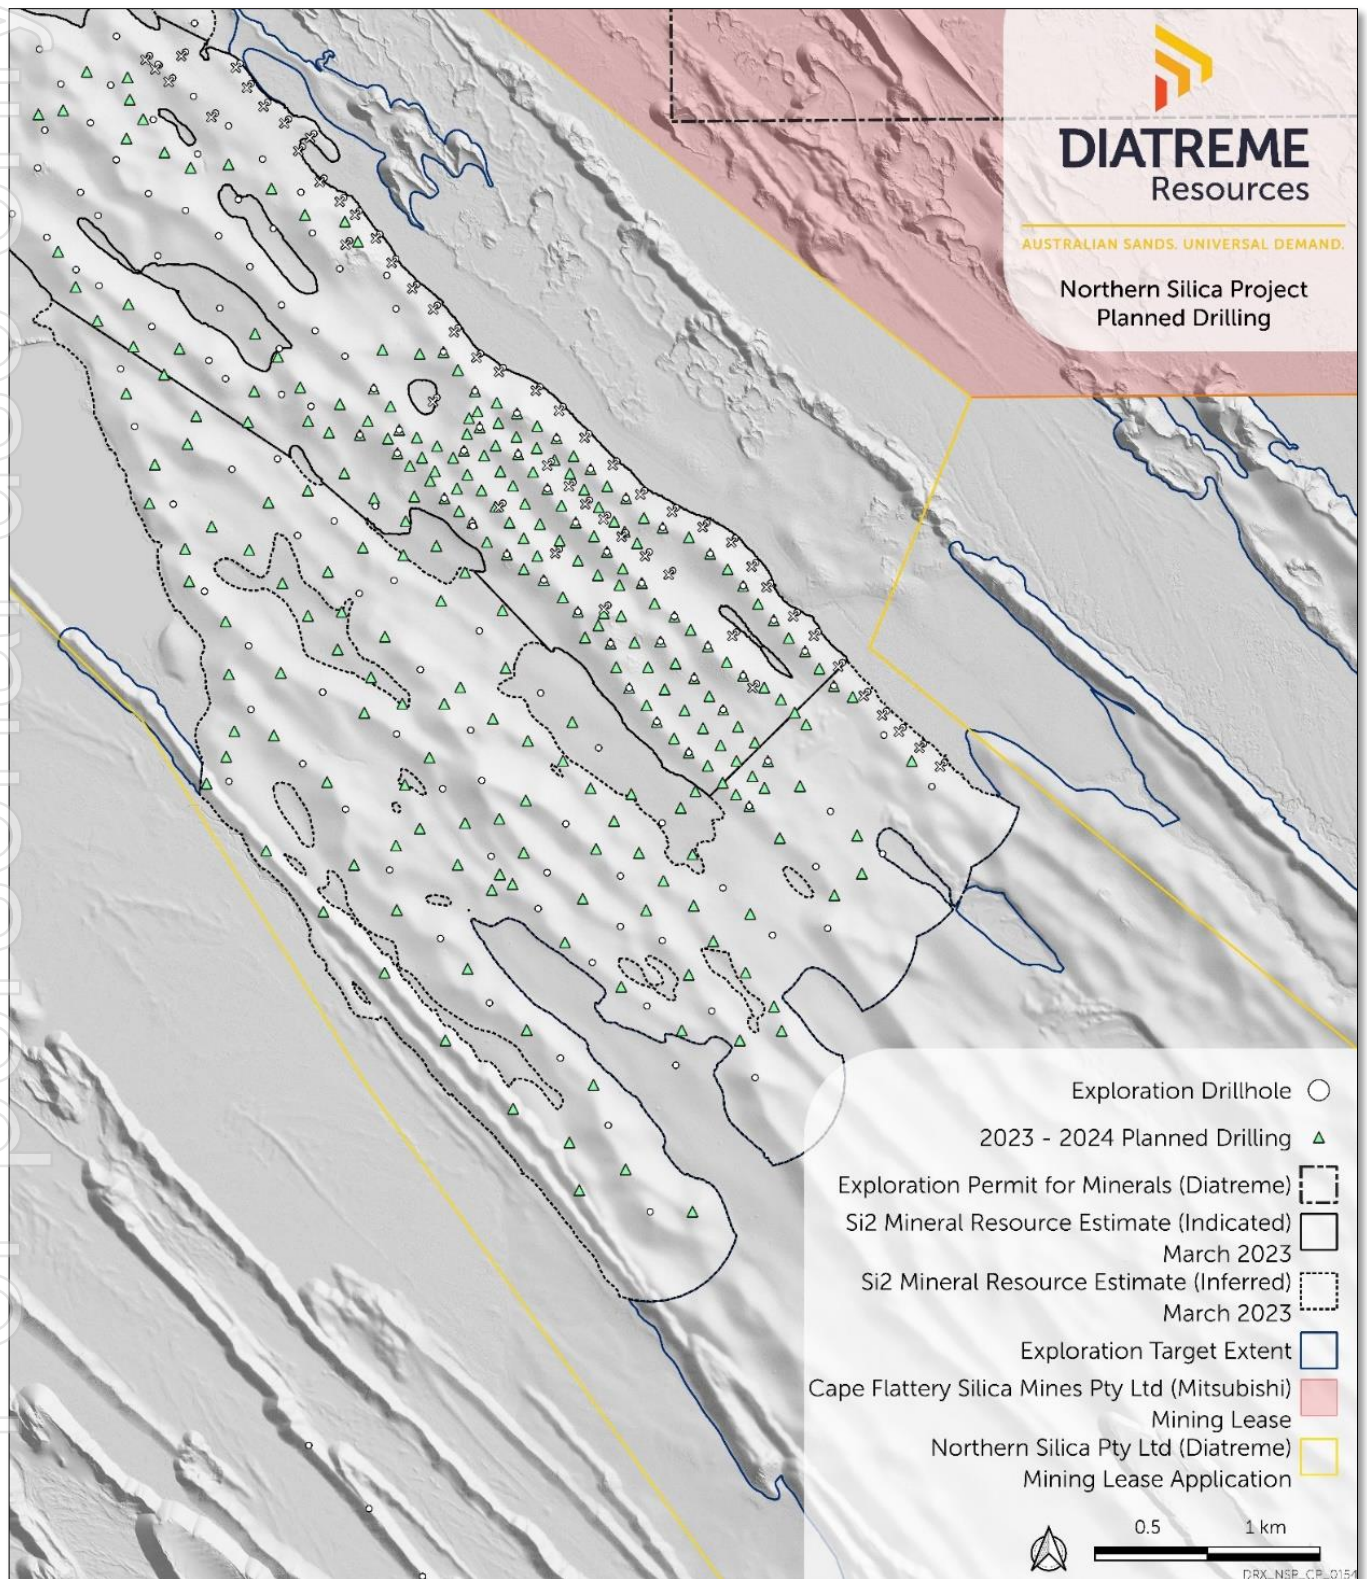 DIATREME
Resources
AUSTRALIAN SANDS. UNIVERSAL DEMAND.
Northern Silica Project
Planned Drilling
Exploration Drillhole
2023 - 2024 Planned Drilling
Exploration Permit for Minerals (Diatreme)
Si2 Mineral Resource Estimate (Indicated)
March 2023
Si2 Mineral Resource Estimate (Inferred)
March 2023
Exploration Target Extent
Cape Flattery Silica Mines Pty Ltd (Mitsubishi)
Mining Lease
Northern Silica Pty Ltd (Diatreme)
Mining Lease Application
0.5 1 km
DRX_NSP_CP_0154